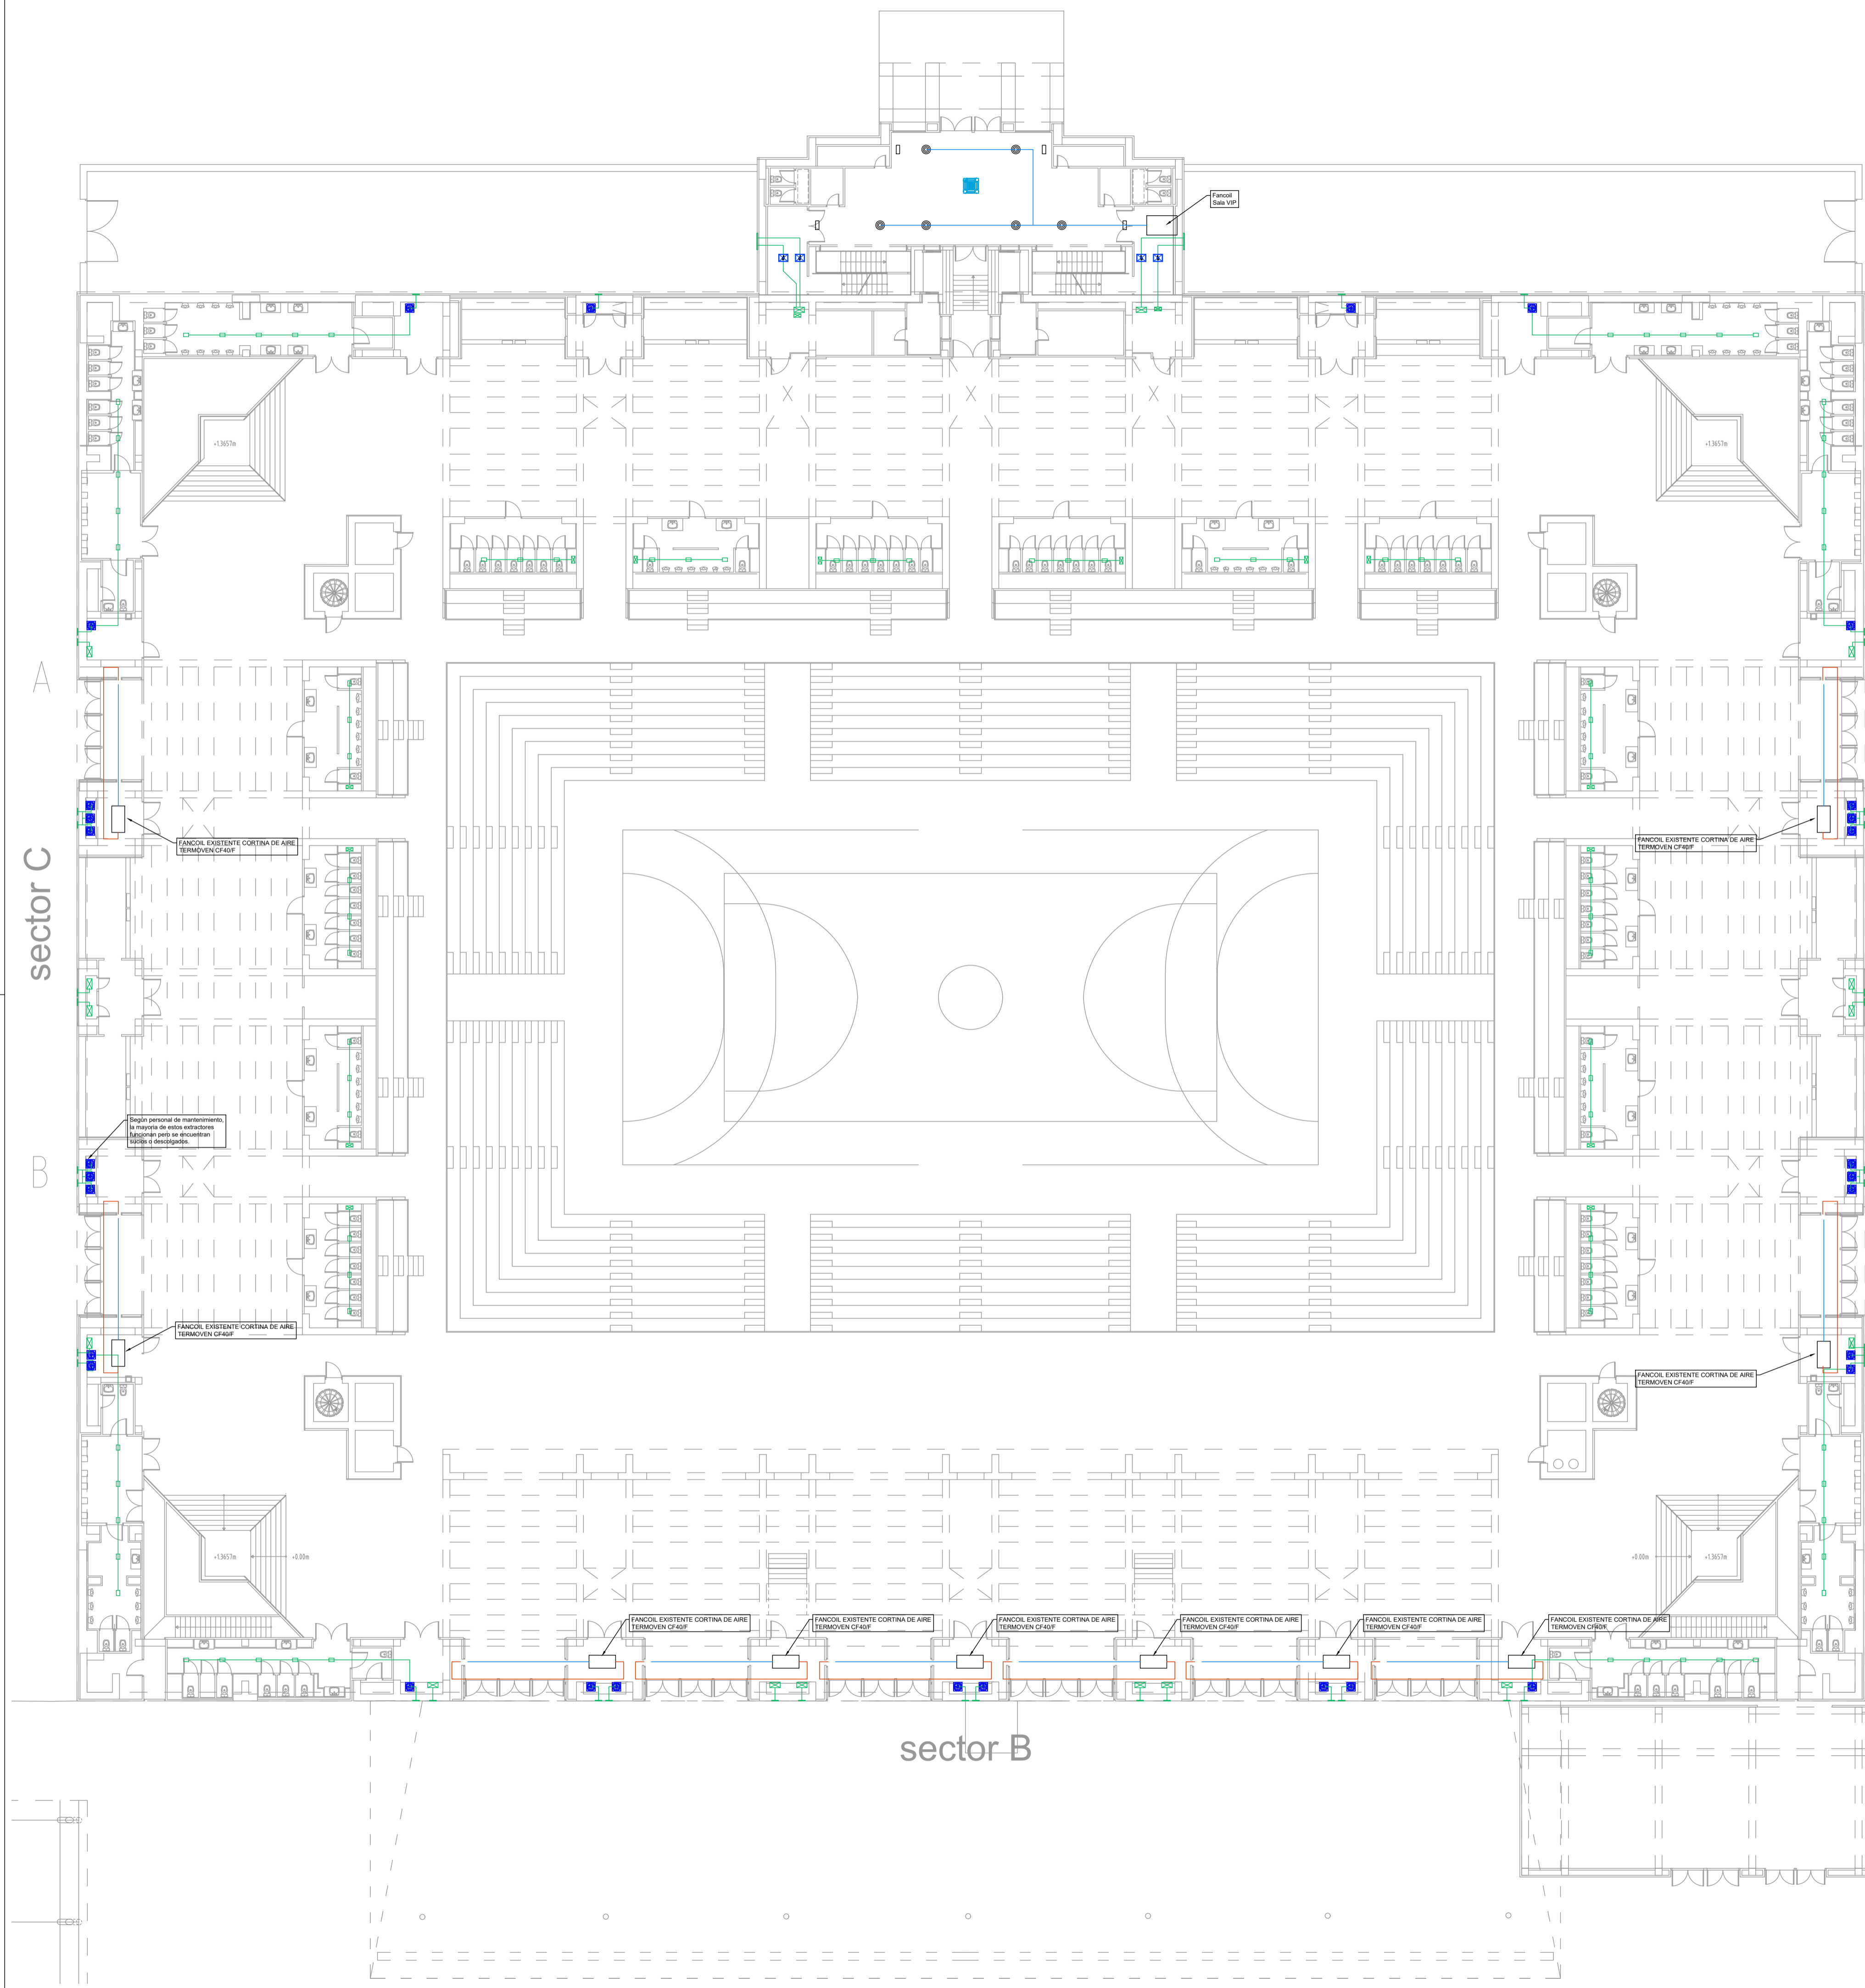 Fancoil
Sala VIP
+1.3657m
+1.3657m
A
sector C
FANCOIL EXISTENTE CORTINA DE AIRE
TERMOVEN CF40/F
FANCOIL EXISTENTE CORTINA DE AIRE
TERMOVEN CF40/F
Según personal de mantenimiento,
la mayoria de estos extractores
funcionan pero se encuentran
sucios o descolgados.
B
FANCOIL EXISTENTE CORTINA DE AIRE
TERMOVEN CF40/F
FANCOIL EXISTENTE CORTINA DE AIRE
TERMOVEN CF40/F
+1.3657m
+0.00m
+0.00m
+1.3657m
FANCOIL EXISTENTE CORTINA DE AIRE
TERMOVEN CF40/F
FANCOIL EXISTENTE CORTINA DE AIRE
TERMOVEN CF40/F
FANCOIL EXISTENTE CORTINA DE AIRE
TERMOVEN CF40/F
FANCOIL EXISTENTE CORTINA DE AIRE
TERMOVEN CF40/F
FANCOIL EXISTENTE CORTINA DE AIRE
TERMOVEN CF40/F
FANCOIL EXISTENTE CORTINA DE AIRE
TERMOVEN CF40/F
sector B